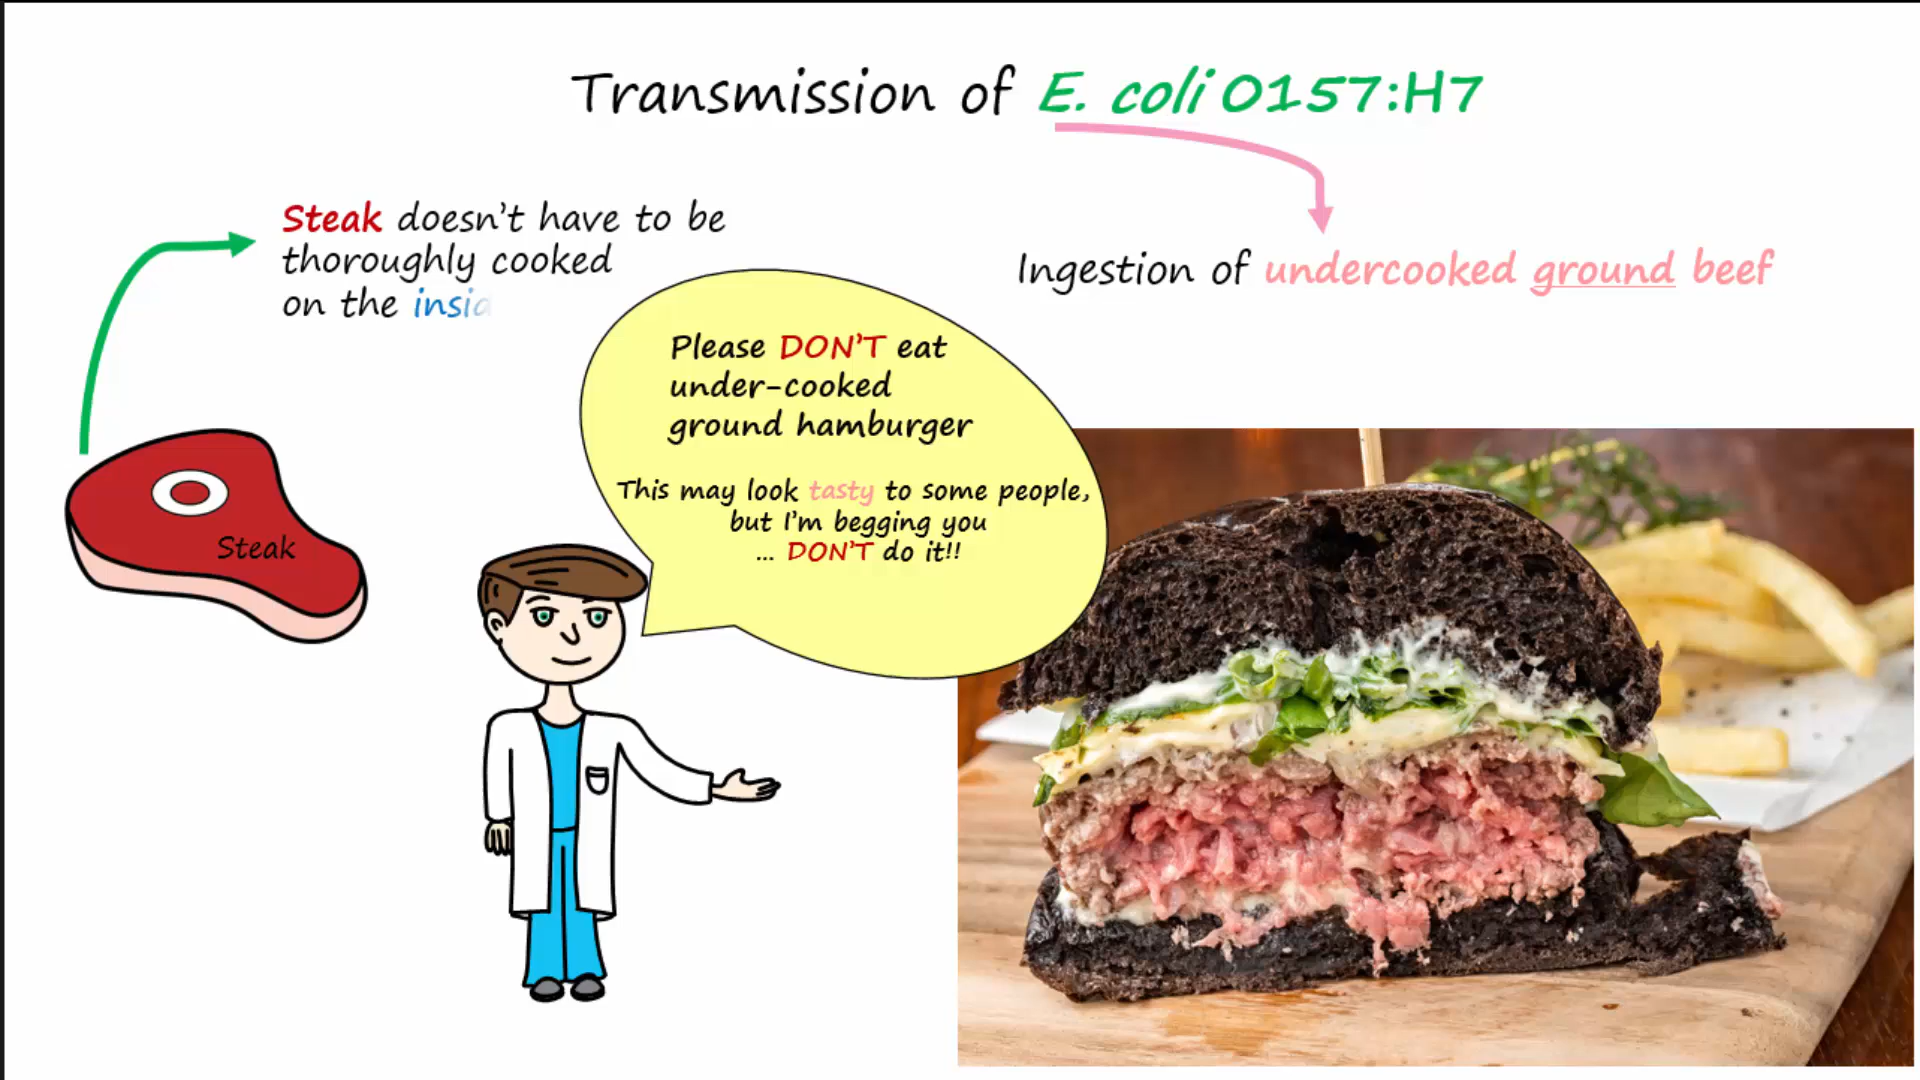 Transmission of E. coli O157:H7
Steak doesn't have to be
thoroughly cooked
on the insi
Ingestion of undercooked ground beef
Please DON'T eat
under-cooked
ground hamburger
This may look tasty to some people,
but I'm begging you
... DON'T do it!!
Steak